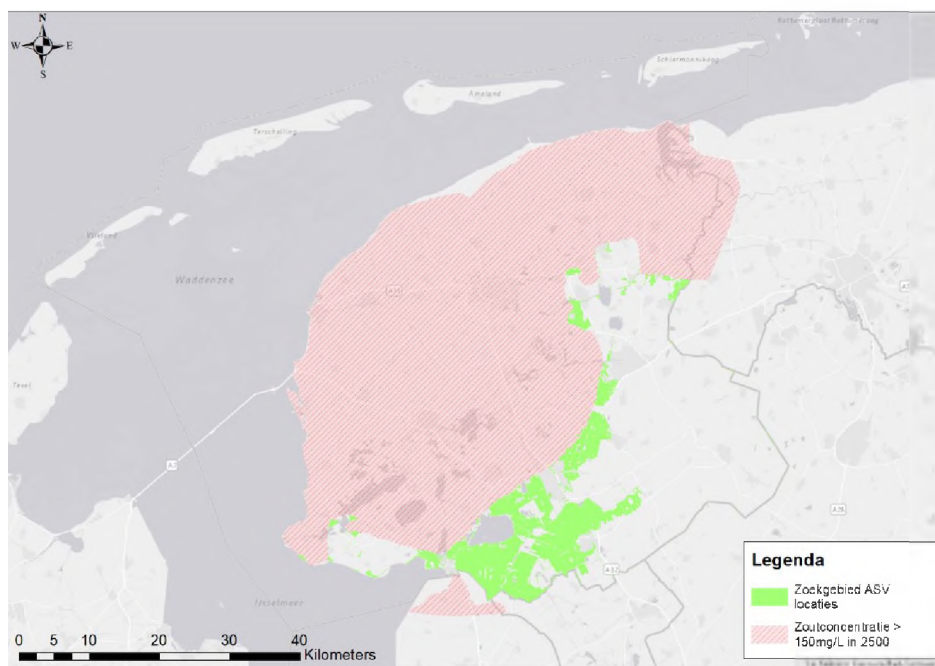 N
W E
S
Schiermonnikoog
Ameland
Terschelling
Vlieland
Waddenzee
A31
Texel
A7
A28
A32
IJsselmeer
Legenda
Zoekgebied ASV
locaties
Zoutconcentratie >
150mg/L in 2500
0 5 10 20 30 40
Kilometers